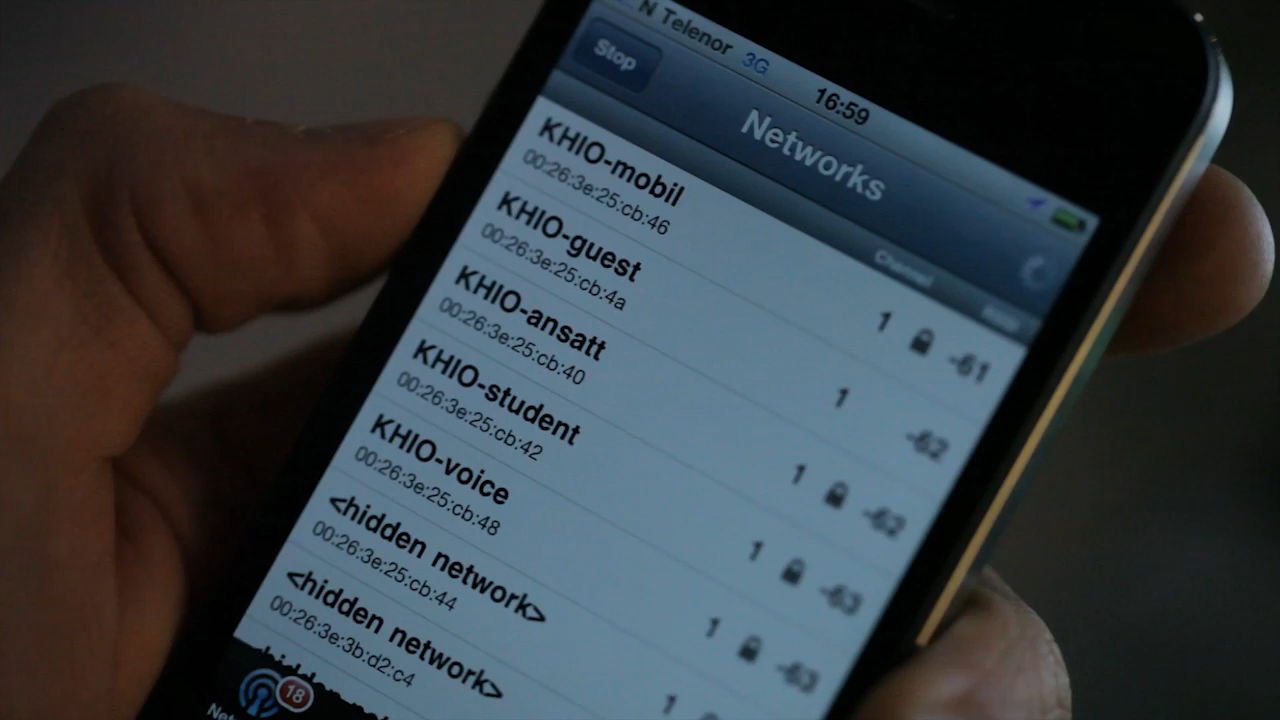 N Telenor 3G 16:59
Stop Networks
Channel
KHIO-mobil
00:26:3e:25:cb:46
1 -61
KHIO-guest
00:26:3e:25:cb:4a
1 -62
KHIO-ansatt
00:26:3e:25:cb:40
1 -62
KHIO-student
00:26:3e:25:cb:42
1 -63
KHIO-voice
00:26:3e:25:cb:48
1 -63
<hidden network>
00:26:3e:25:cb:44
1
<hidden network>
00:26:3e:3b:d2:c4
18